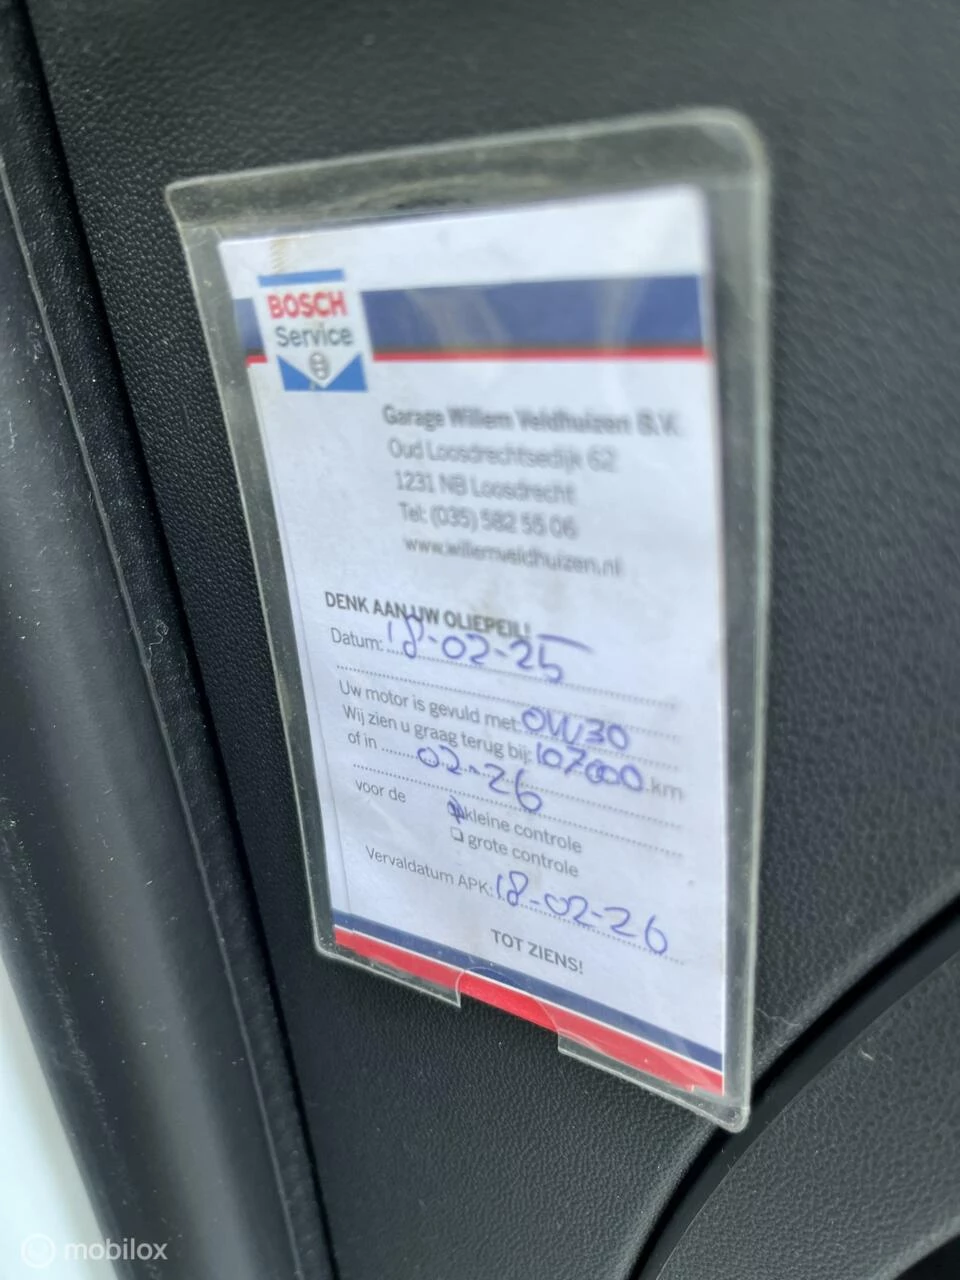 BOSCH
Service
Garage Willem Veldhuizen B.V.
Oud Loosdrechtsedijk 62
1231 NB Loosdrecht
Tel: (035) 582 55 06
www.willemveldhuizen.nl
DENK AAN UW OLIEPEIL!
Datum: 18-02-25
Uw motor is gevuld met: 0W30
Wij zien u graag terug bij: 107000 km
of in 02-26
voor de kleine controle
grote controle
Vervaldatum APK: 18-02-26
TOT ZIENS!
mobilox